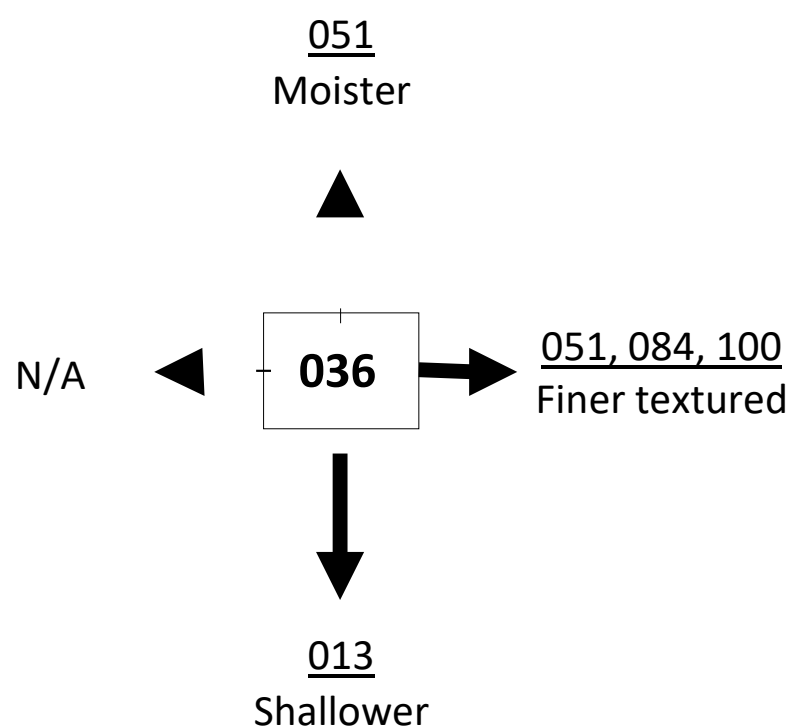 051
Moister
N/A
036
051, 084, 100
Finer textured
013
Shallower